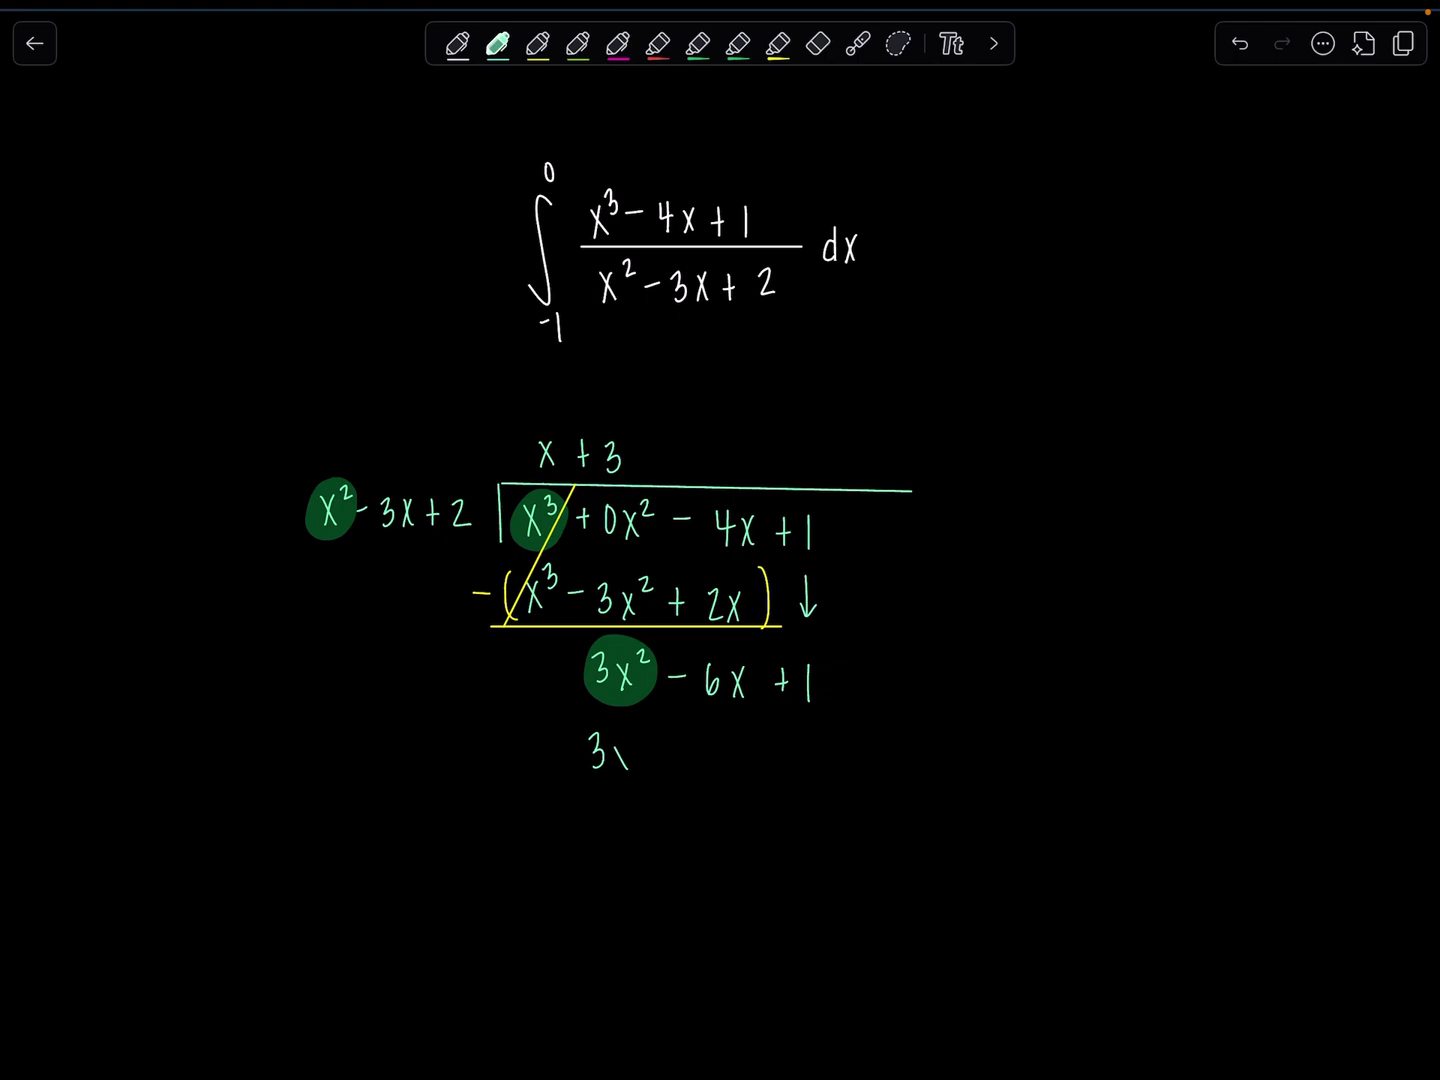 Tt
0
∫ x³ - 4x + 1 / x² - 3x + 2 dx
-1
x + 3
x² - 3x + 2 | x³ + 0x² - 4x + 1
- ( x³ - 3x² + 2x ) ↓
3x² - 6x + 1
3